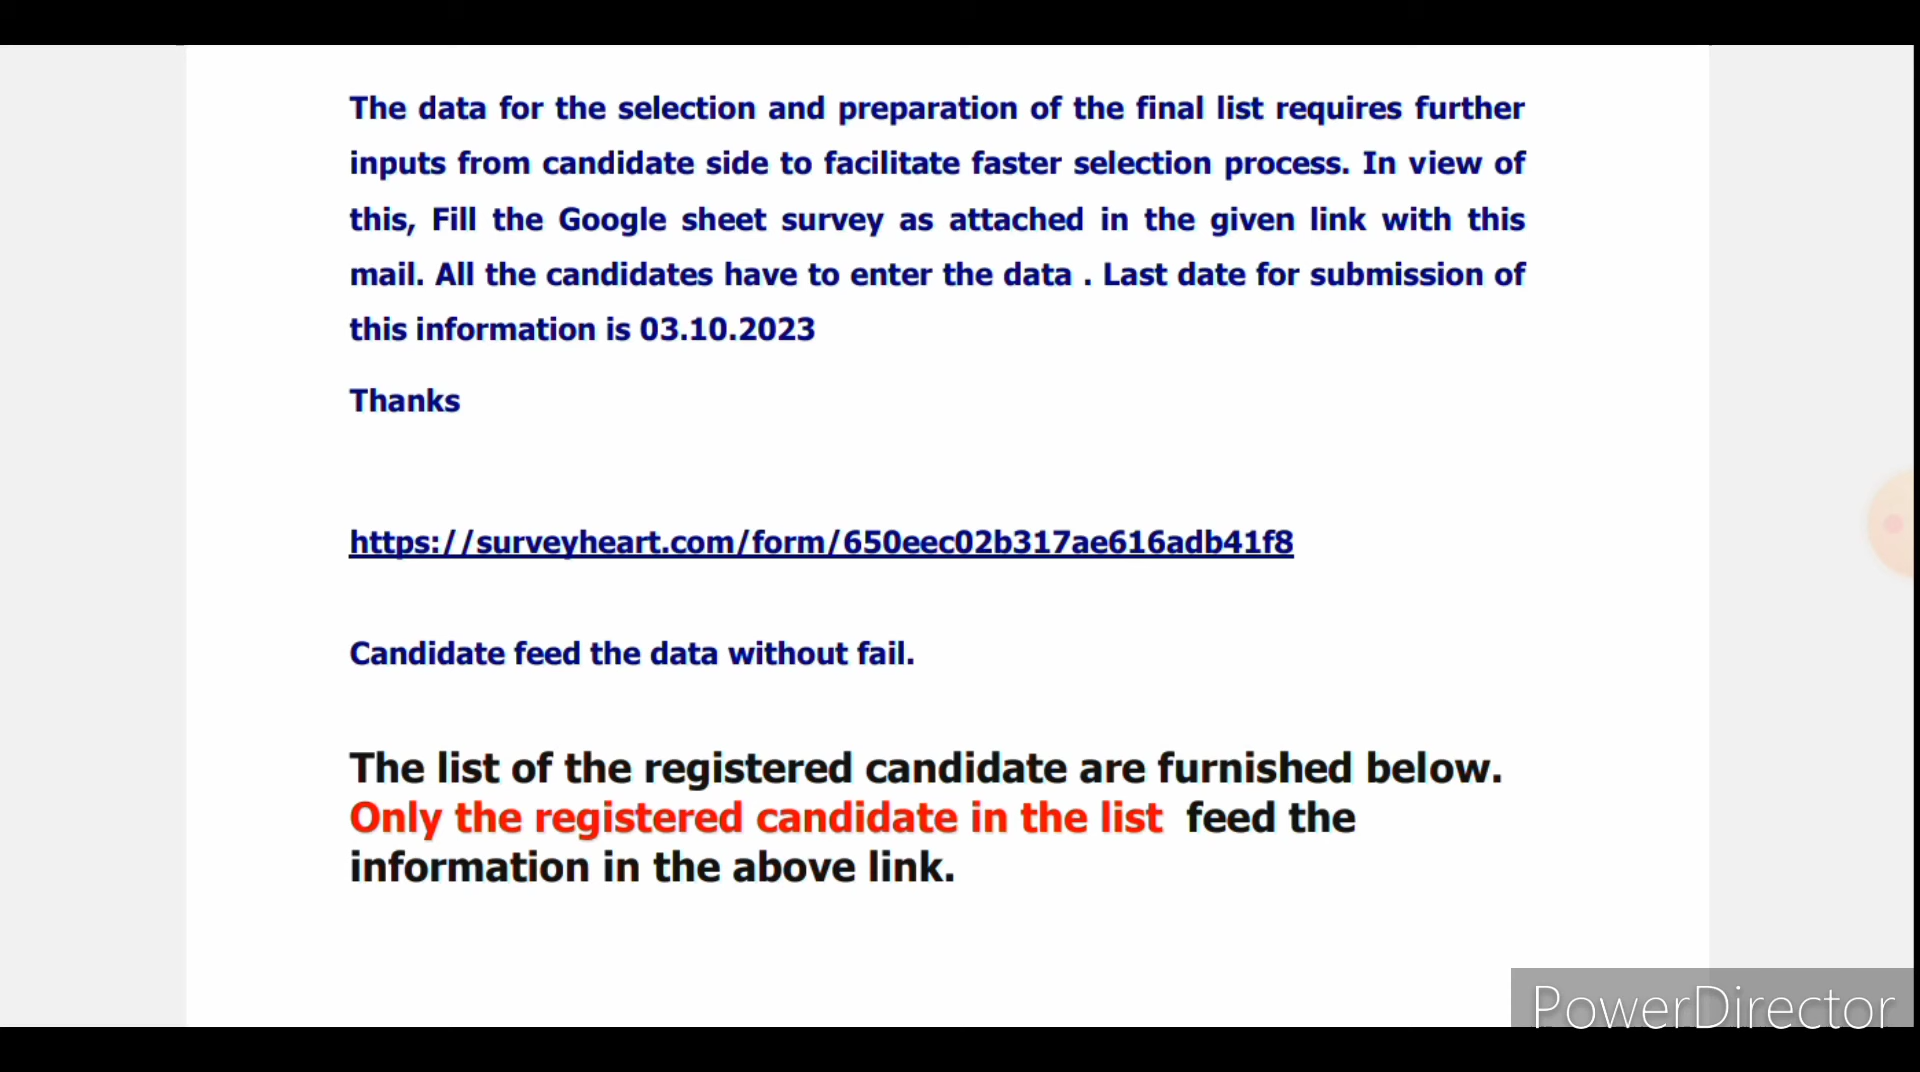 The data for the selection and preparation of the final list requires further
inputs from candidate side to facilitate faster selection process. In view of
this, Fill the Google sheet survey as attached in the given link with this
mail. All the candidates have to enter the data . Last date for submission of
this information is 03.10.2023
Thanks
https://surveyheart.com/form/650eec02b317ae616adb41f8
Candidate feed the data without fail.
The list of the registered candidate are furnished below.
Only the registered candidate in the list feed the
information in the above link.
PowerDirector